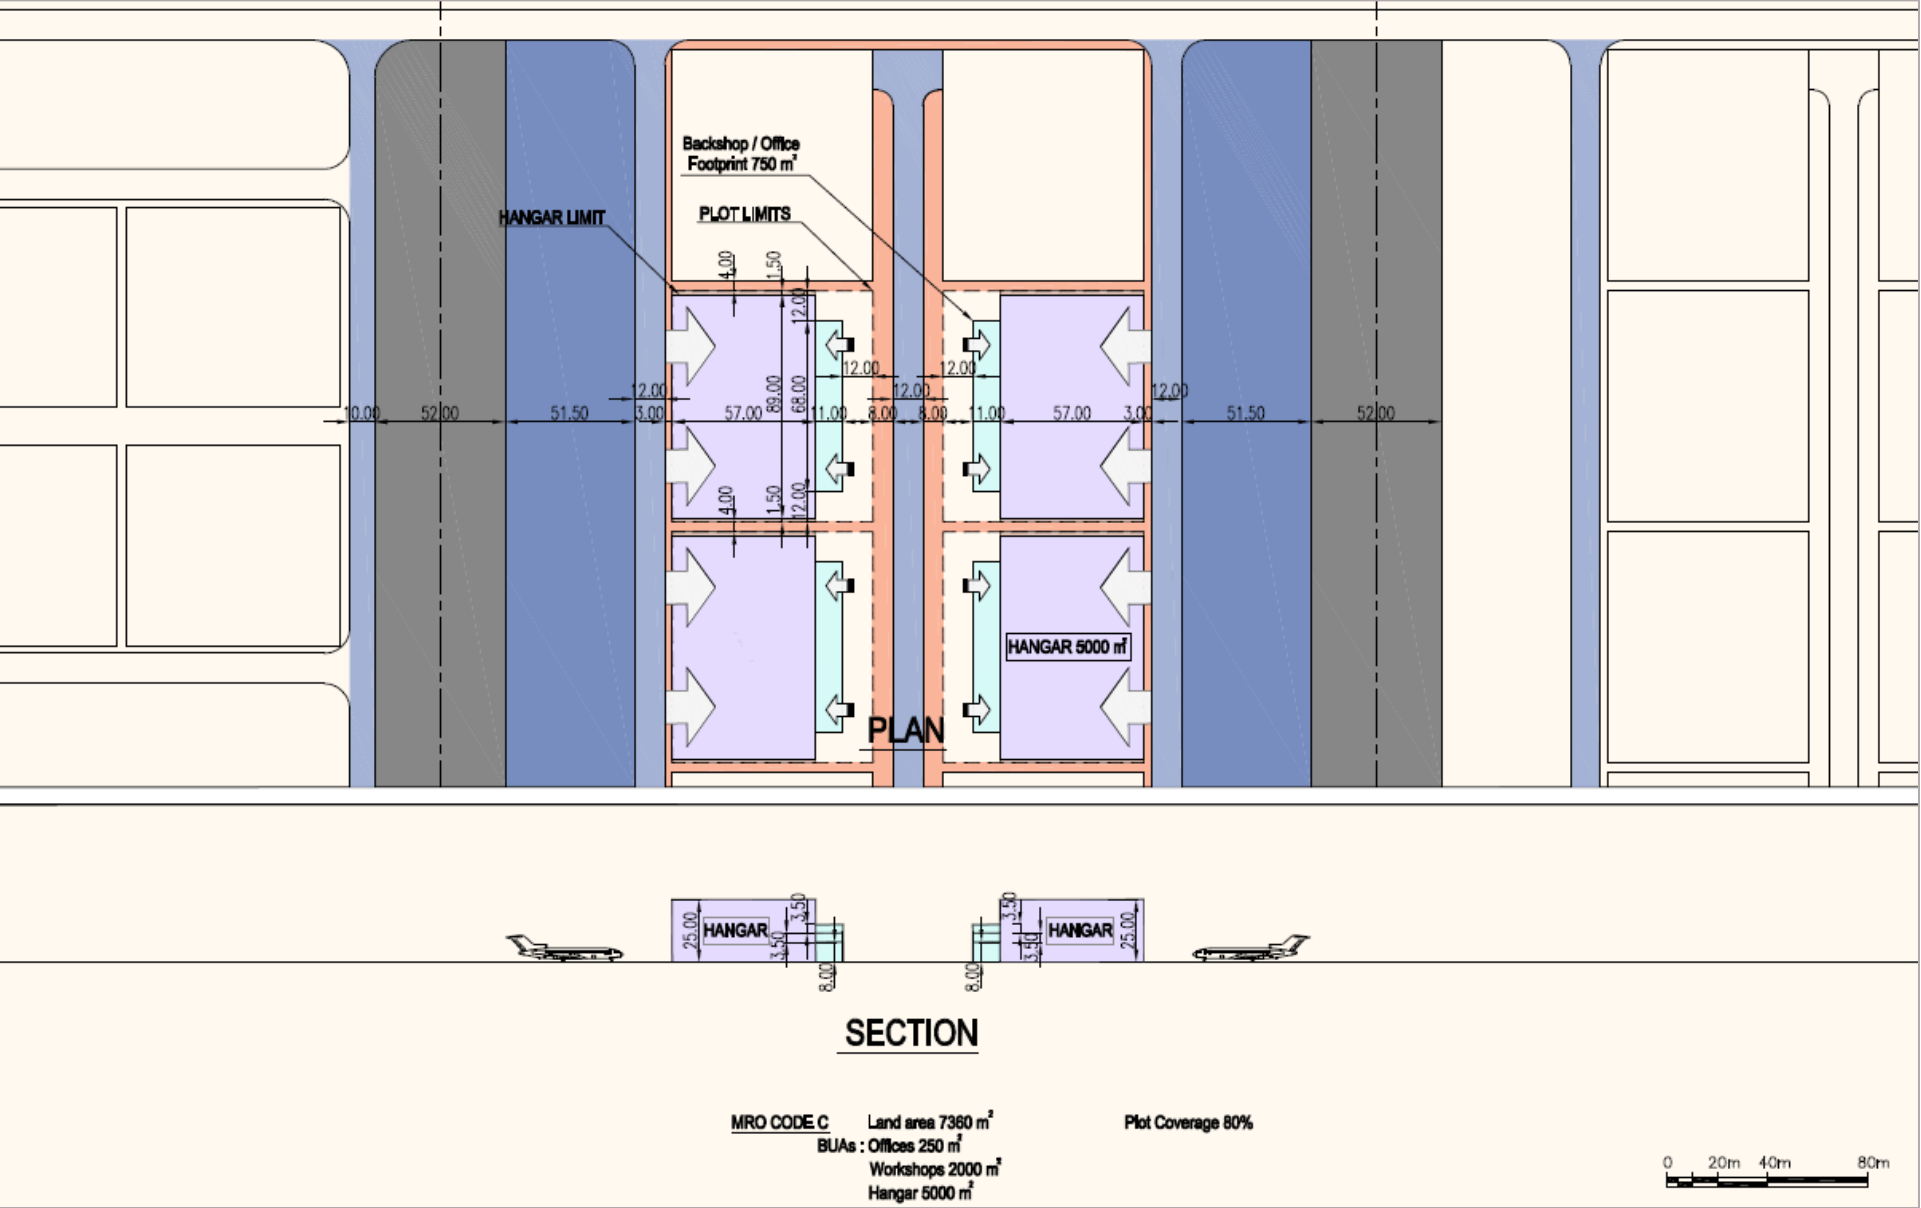 Backshop / Office
Footprint 750 m²
HANGAR LIMIT
PLOT LIMITS
4.00
1.50
12.00
12.00
12.00
12.00
12.00
12.00
89.00
68.00
10.00
52.00
51.50
3.00
57.00
11.00
8.00
8.00
11.00
57.00
3.00
51.50
52.00
4.00
1.50
12.00
HANGAR 5000 m²
PLAN
25.00
HANGAR
3.50
3.50
8.00
3.50
3.50
8.00
HANGAR
25.00
SECTION
MRO CODE C
Land area 7360 m²
Plot Coverage 80%
BUAs : Offices 250 m²
Workshops 2000 m²
Hangar 5000 m²
0 20m 40m 80m